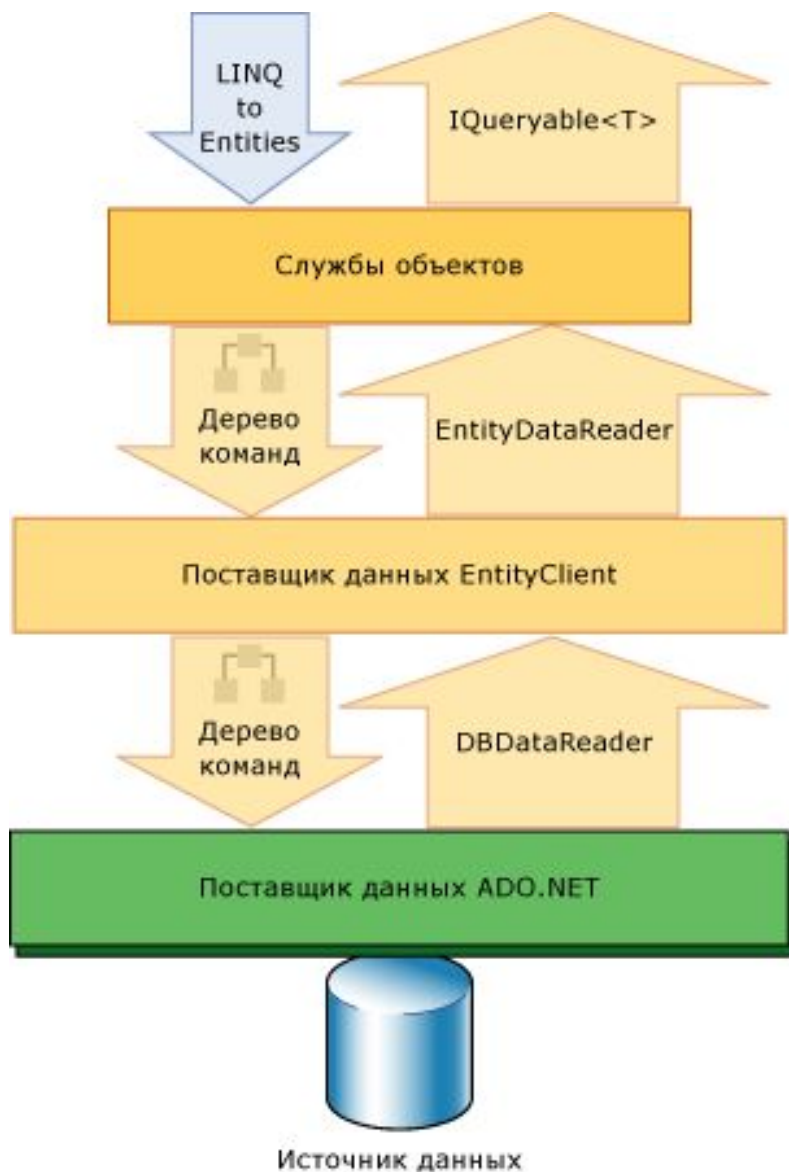 LINQ
to
Entities
IQueryable<T>
Службы объектов
Дерево
команд
EntityDataReader
Поставщик данных EntityClient
Дерево
команд
DBDataReader
Поставщик данных ADO.NET
Источник данных